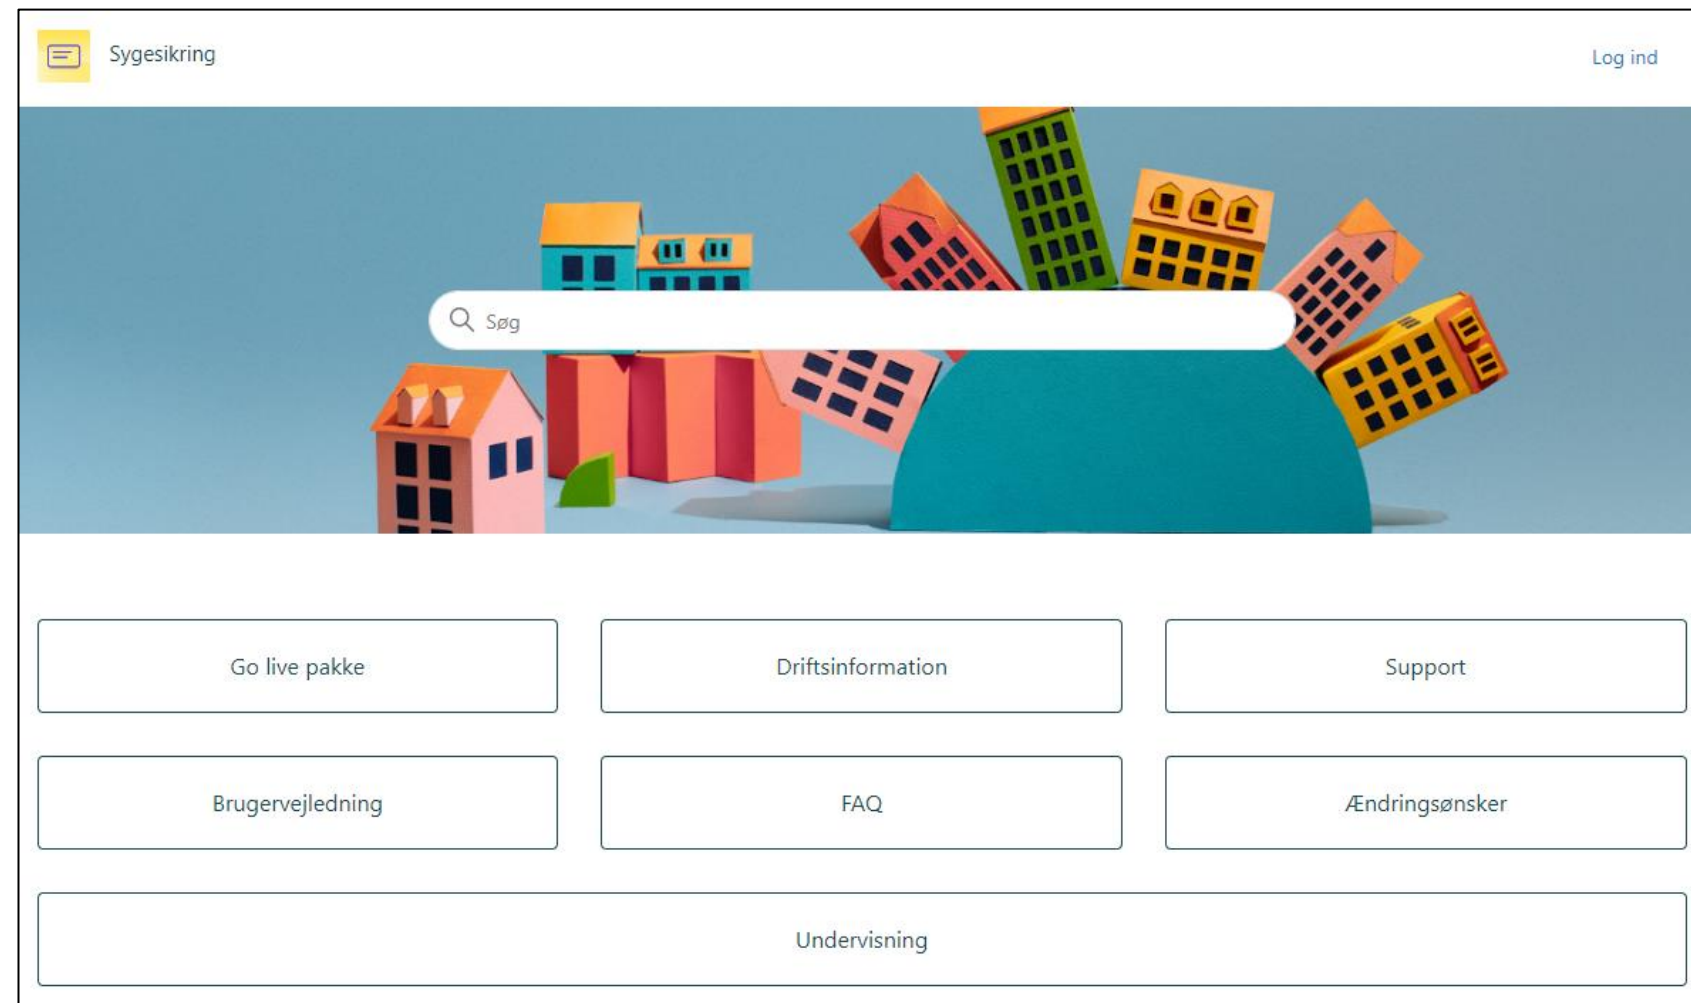 Sygesikring
Log ind
Søg
Go live pakke
Driftsinformation
Support
Brugervejledning
FAQ
Ændringsønsker
Undervisning